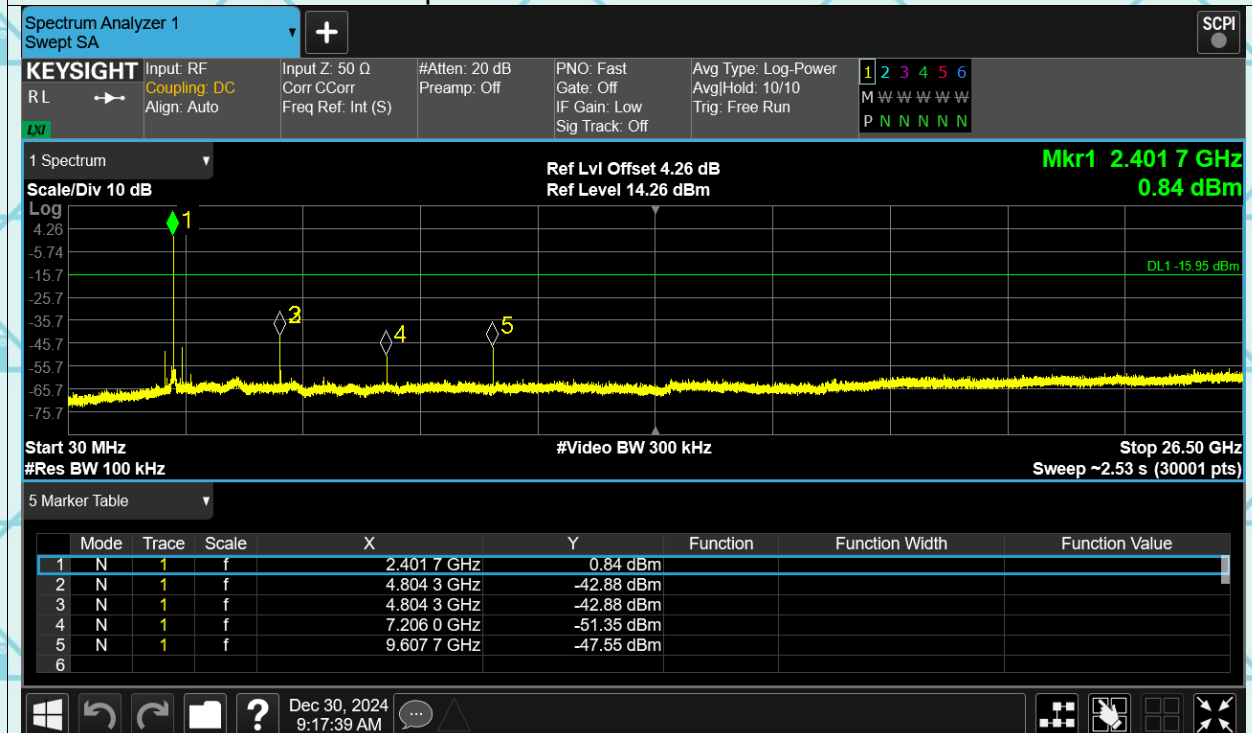 Spectrum Analyzer 1
Swept SA
+
SCPI
KEYSIGHT
RL
LXI
Input: RF
Coupling: DC
Align: Auto
Input Z: 50 Ω
Corr CCorr
Freq Ref: Int (S)
#Atten: 20 dB
Preamp: Off
PNO: Fast
Gate: Off
IF Gain: Low
Sig Track: Off
Avg Type: Log-Power
Avg|Hold: 10/10
Trig: Free Run
1 2 3 4 5 6
M W W W W W
P N N N N N
1 Spectrum
Scale/Div 10 dB
Ref Lvl Offset 4.26 dB
Ref Level 14.26 dBm
Mkr1 2.401 7 GHz
0.84 dBm
Log
4.26
-5.74
-15.7
-25.7
-35.7
-45.7
-55.7
-65.7
-75.7
1
3
4
5
DL1 -15.95 dBm
Start 30 MHz
#Res BW 100 kHz
#Video BW 300 kHz
Stop 26.50 GHz
Sweep ~2.53 s (30001 pts)
5 Marker Table
Mode Trace Scale X Y Function Function Width Function Value
1 N 1 f 2.401 7 GHz 0.84 dBm
2 N 1 f 4.804 3 GHz -42.88 dBm
3 N 1 f 4.804 3 GHz -42.88 dBm
4 N 1 f 7.206 0 GHz -51.35 dBm
5 N 1 f 9.607 7 GHz -47.55 dBm
6
?
Dec 30, 2024
9:17:39 AM